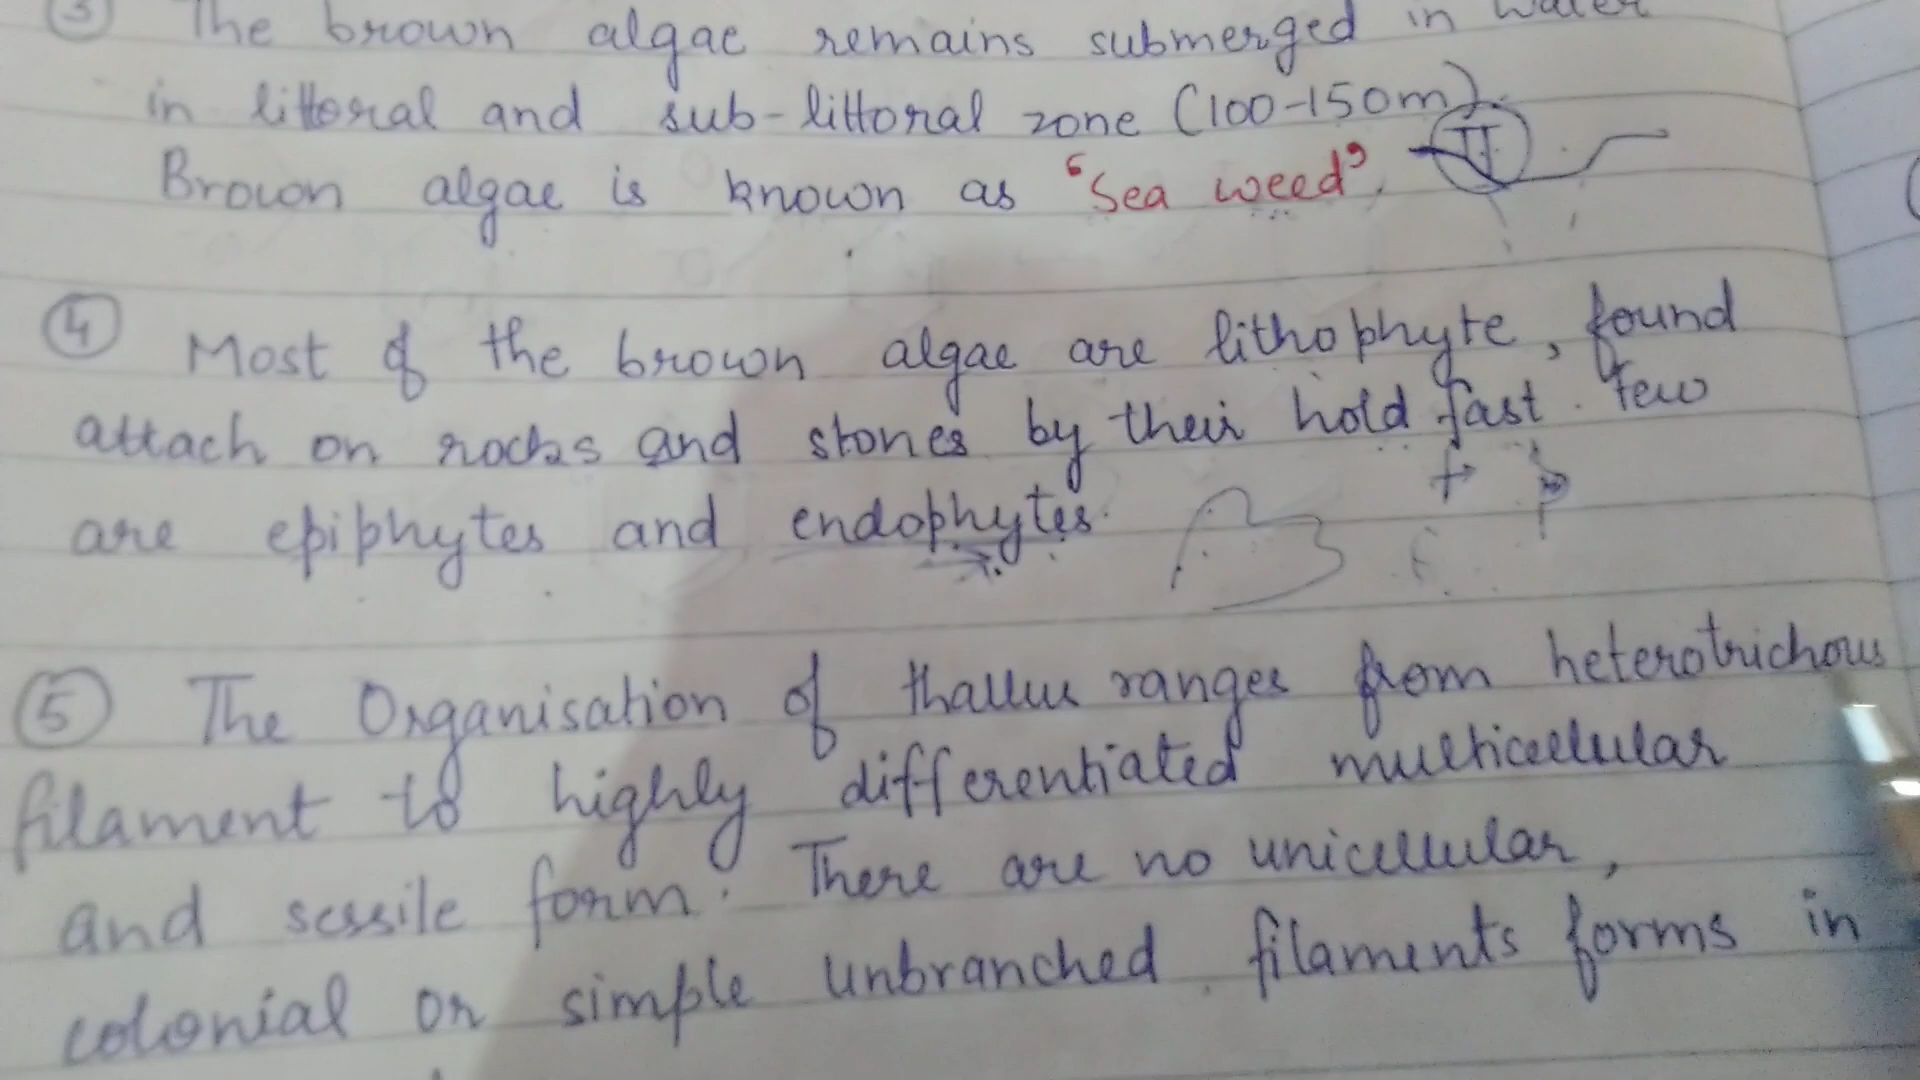 ③ The brown algae remains submerged in water
in littoral and sub-littoral zone (100-150m).
Brown algae is known as "Sea weed",
④ Most of the brown algae are lithophyte, found
attach on rocks and stones by their hold fast. Few
are epiphytes and endophytes.
⑤ The Organisation of thallus ranges from heterotrichous
filament to highly differentiated multicellular
and sessile form. There are no unicellular,
colonial or simple unbranched filaments forms in